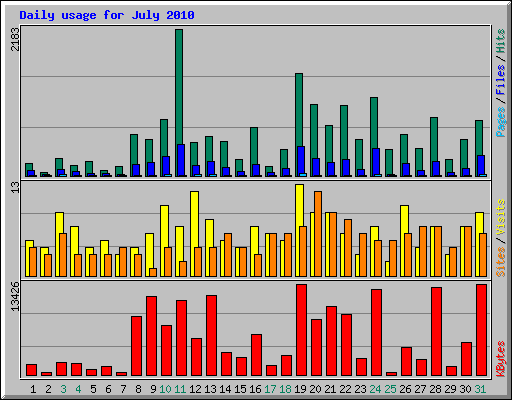 Daily usage for July 2010
2183
Pages / Files / Hits
13
Sites / Visits
13426
KBytes
1 2 3 4 5 6 7 8 9 10 11 12 13 14 15 16 17 18 19 20 21 22 23 24 25 26 27 28 29 30 31